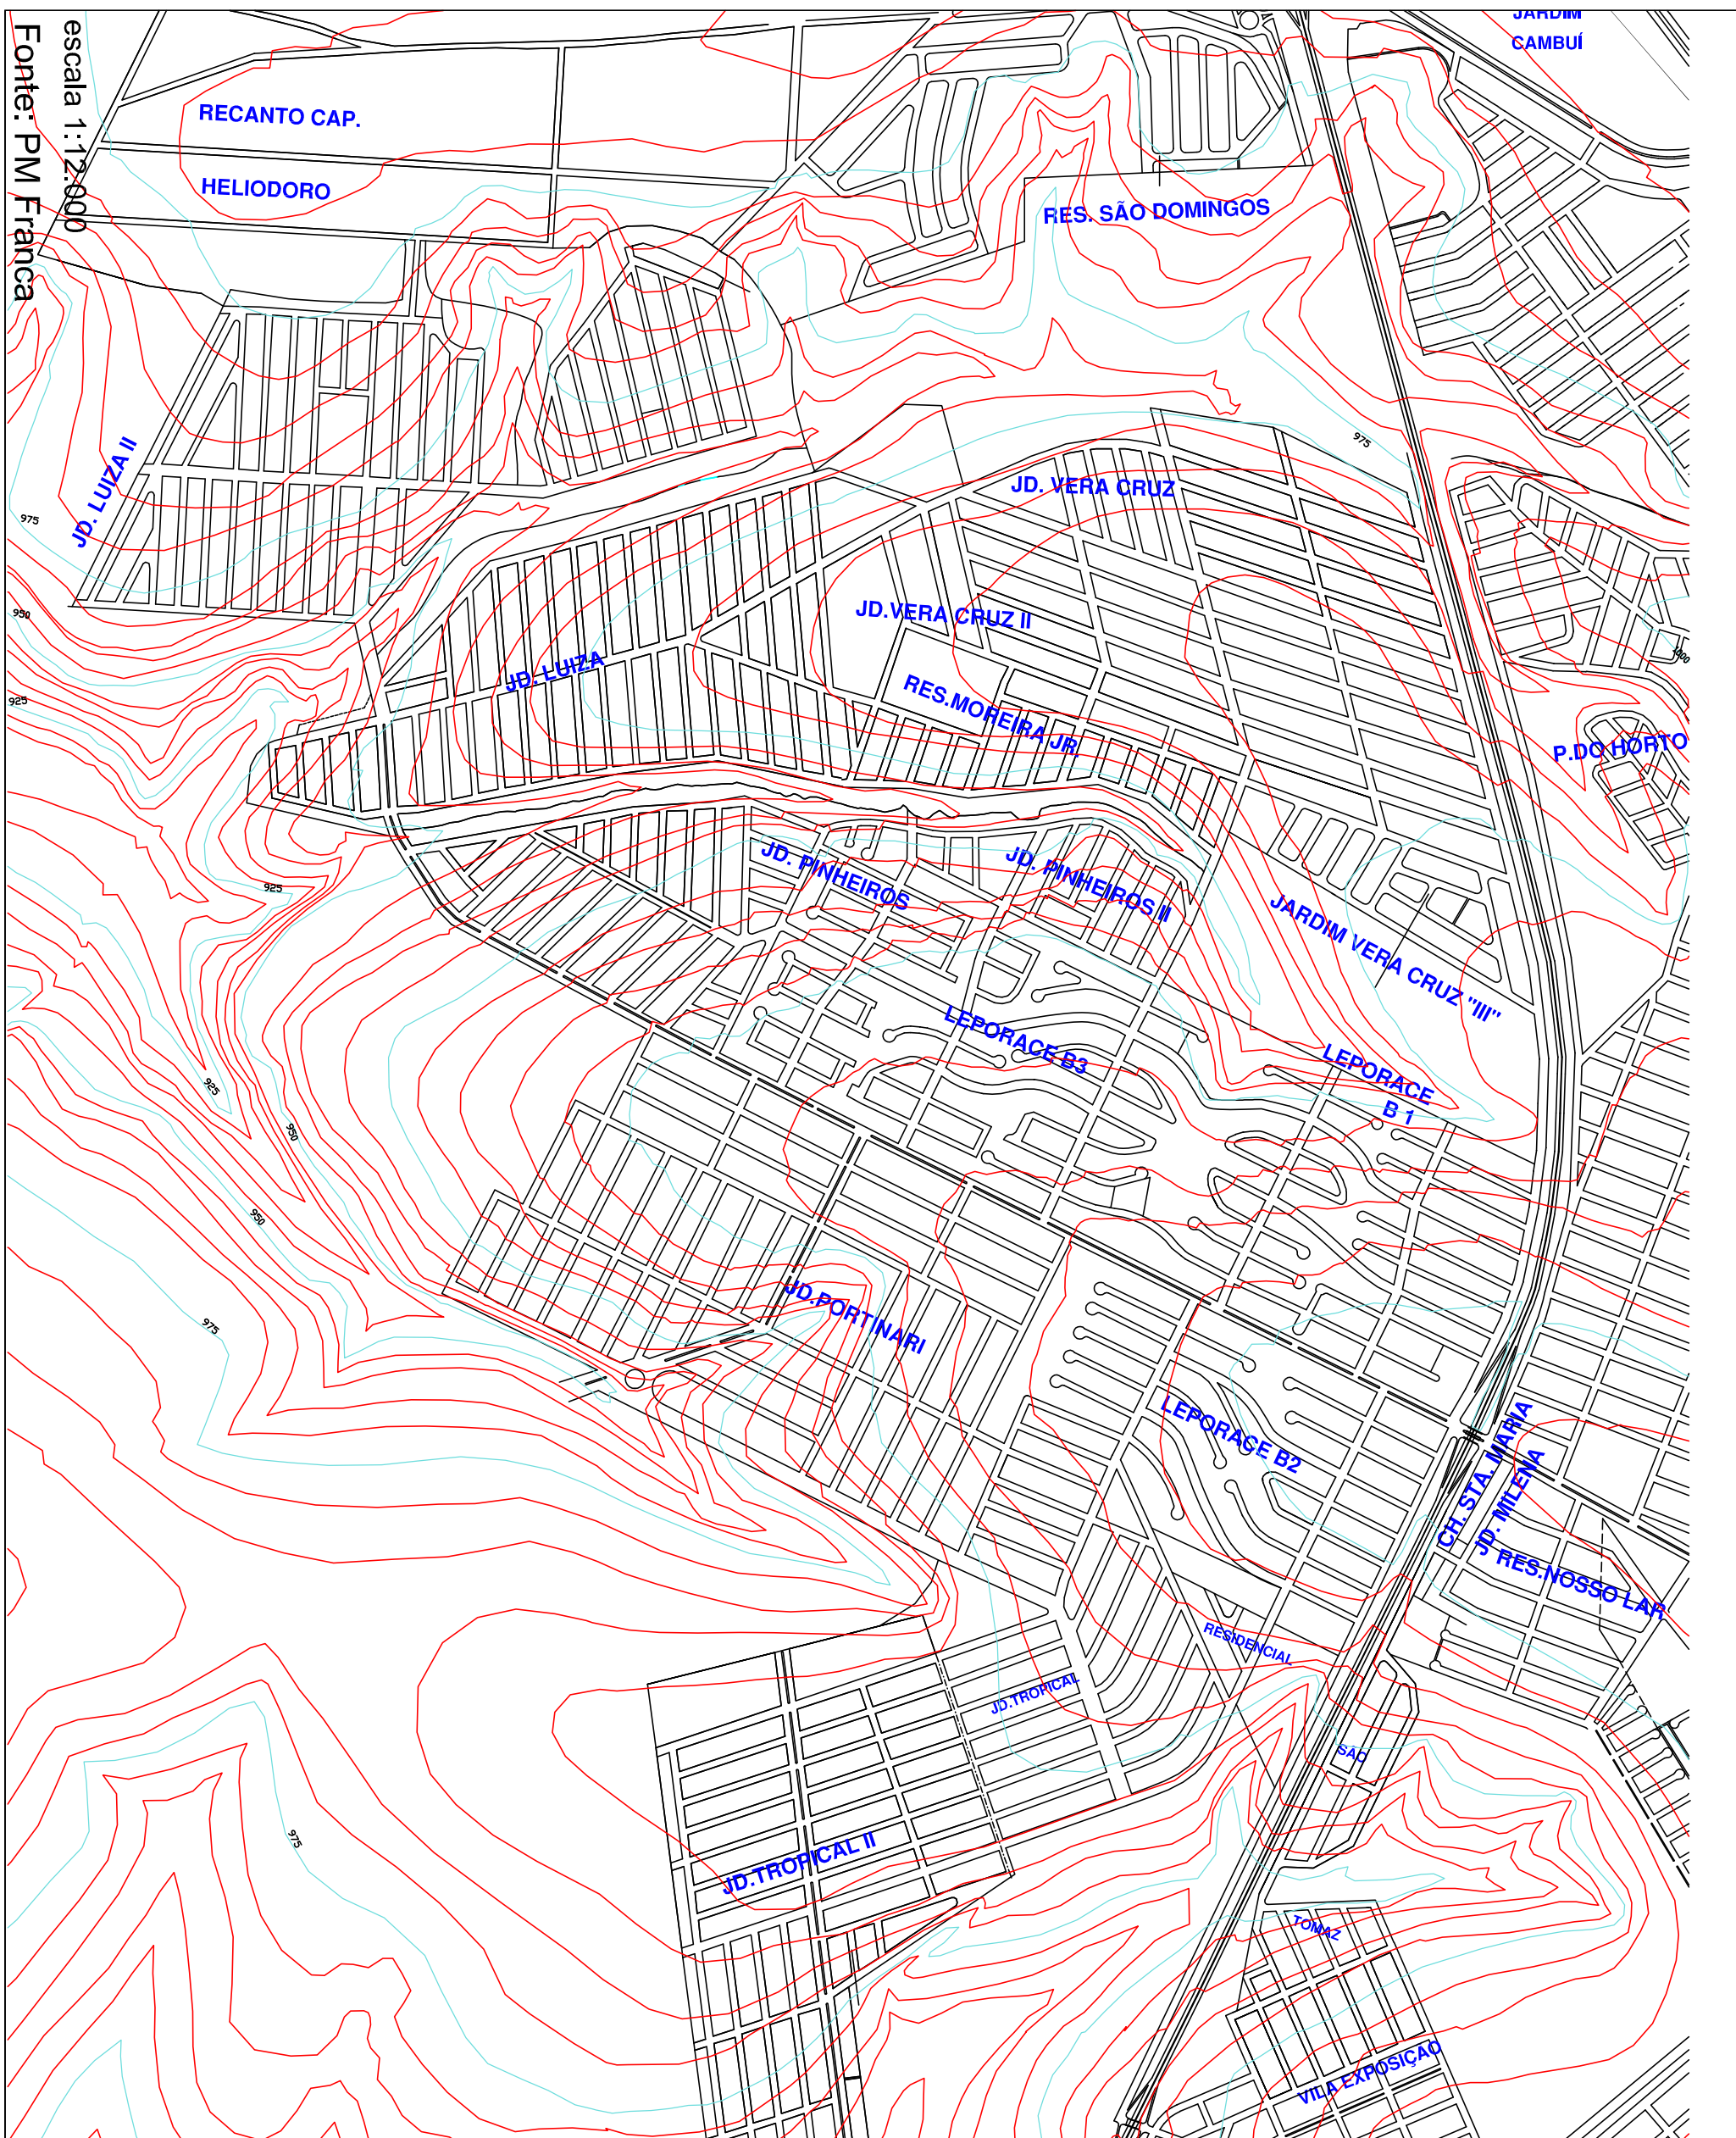 JARDIM
CAMBUÍ
escala 1:12.000
Fonte: PM Franca
RECANTO CAP.
HELIODORO
RES. SÃO DOMINGOS
975
JD. LUIZA II
975
JD. VERA CRUZ
950
JD.VERA CRUZ II
1000
JD. LUIZA
925
RES.MOREIRA JR.
P.DO HORTO
JD. PINHEIROS
JD. PINHEIROS II
925
JARDIM VERA CRUZ "III"
LEPORACE B3
LEPORACE
B 1
925
950
950
975
JD.PORTINARI
LEPORACE B2
CH. STA. MARIA
JD. MILENA
RES.NOSSO LAR
RESIDENCIAL
JD.TROPICAL
SÃO
975
JD.TROPICAL II
TOMAZ
VILA EXPOSIÇAO